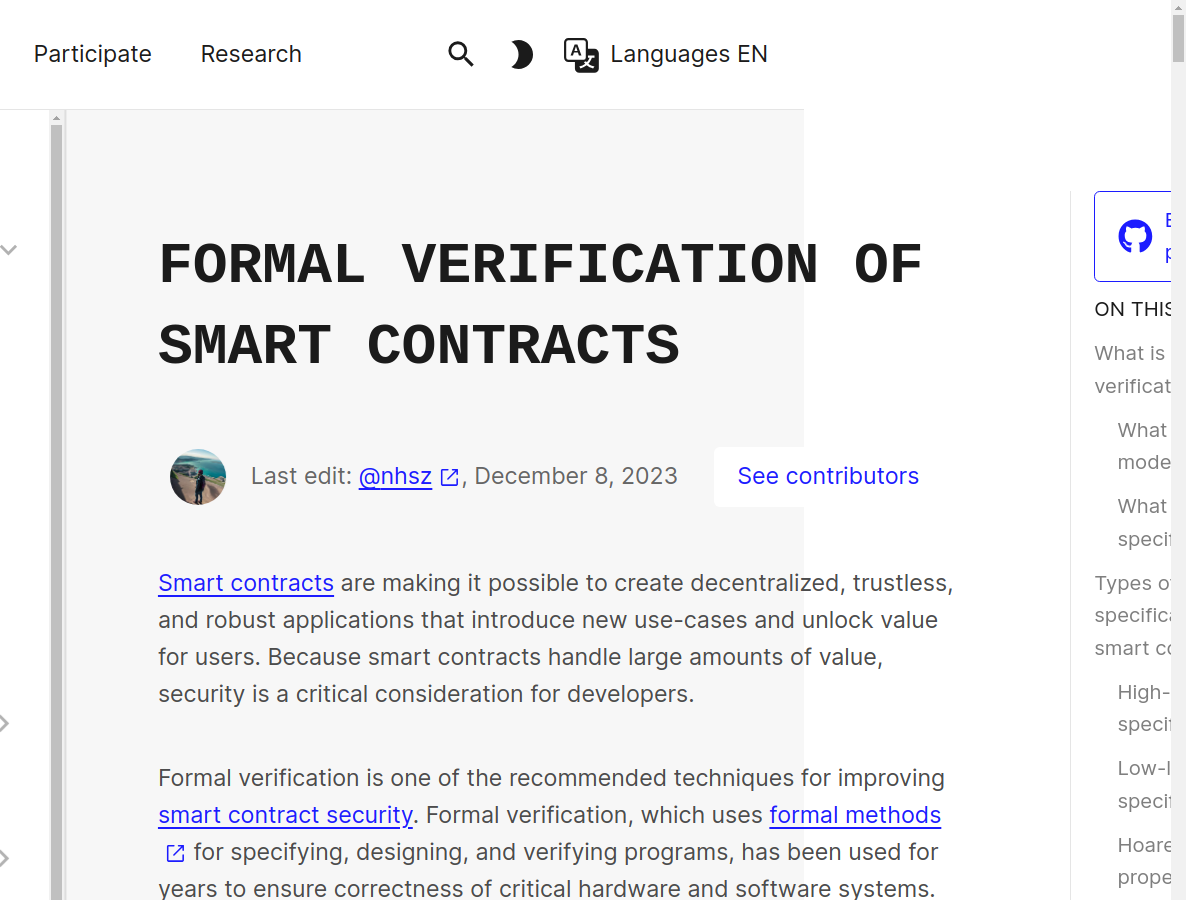 Participate Research Languages EN
FORMAL VERIFICATION OF
SMART CONTRACTS
Last edit: @nhsz, December 8, 2023 See contributors
Smart contracts are making it possible to create decentralized, trustless,
and robust applications that introduce new use-cases and unlock value
for users. Because smart contracts handle large amounts of value,
security is a critical consideration for developers.
Formal verification is one of the recommended techniques for improving
smart contract security. Formal verification, which uses formal methods
for specifying, designing, and verifying programs, has been used for
years to ensure correctness of critical hardware and software systems.
ON THIS
What is
verificat
What
mode
What
specif
Types o
specifica
smart co
High-
specif
Low-l
specif
Hoare
prope